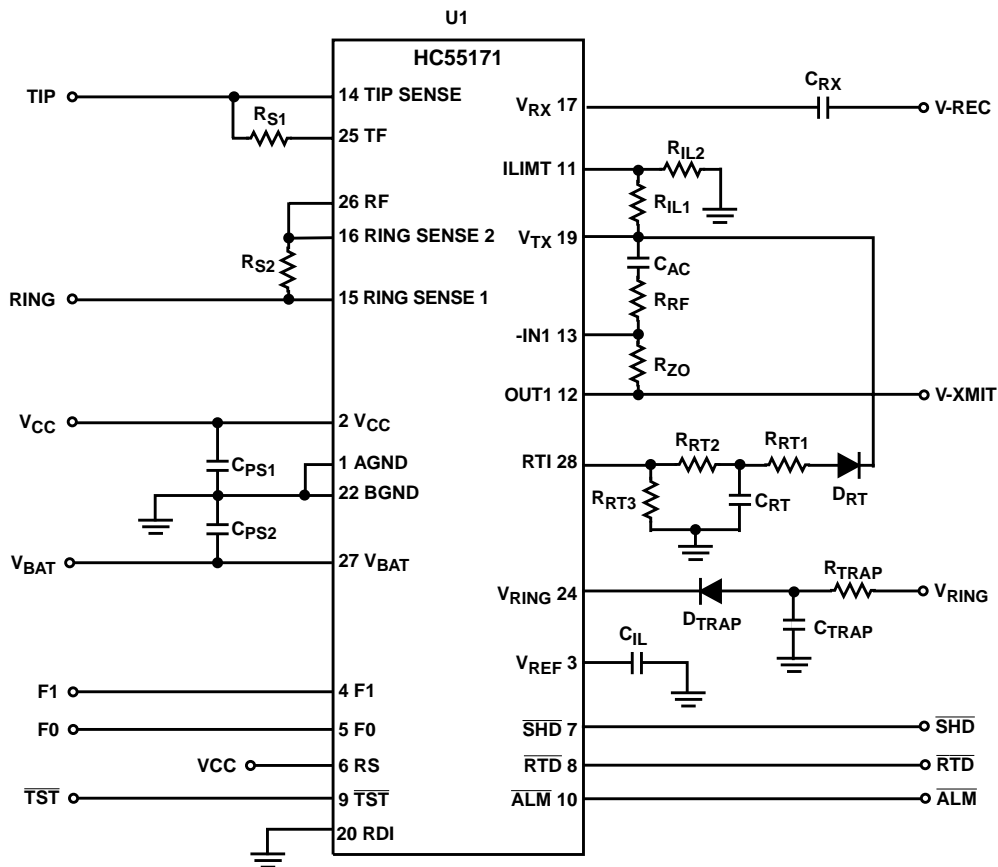 U1
HC55171
TIP
14 TIP SENSE
RS1
25 TF
26 RF
16 RING SENSE 2
RS2
RING
15 RING SENSE 1
VCC
2 VCC
CPS1
1 AGND
22 BGND
CPS2
VBAT
27 VBAT
F1
4 F1
F0
5 F0
VCC
6 RS
TST
9 TST
20 RDI
VRX 17
CRX
V-REC
ILIMT 11
RIL2
RIL1
VTX 19
CAC
RRF
-IN1 13
RZO
OUT1 12
V-XMIT
RTI 28
RRT2
RRT1
DRT
RRT3
CRT
VRING 24
DTRAP
RTRAP
VRING
CTRAP
CIL
VREF 3
SHD 7
SHD
RTD 8
RTD
ALM 10
ALM